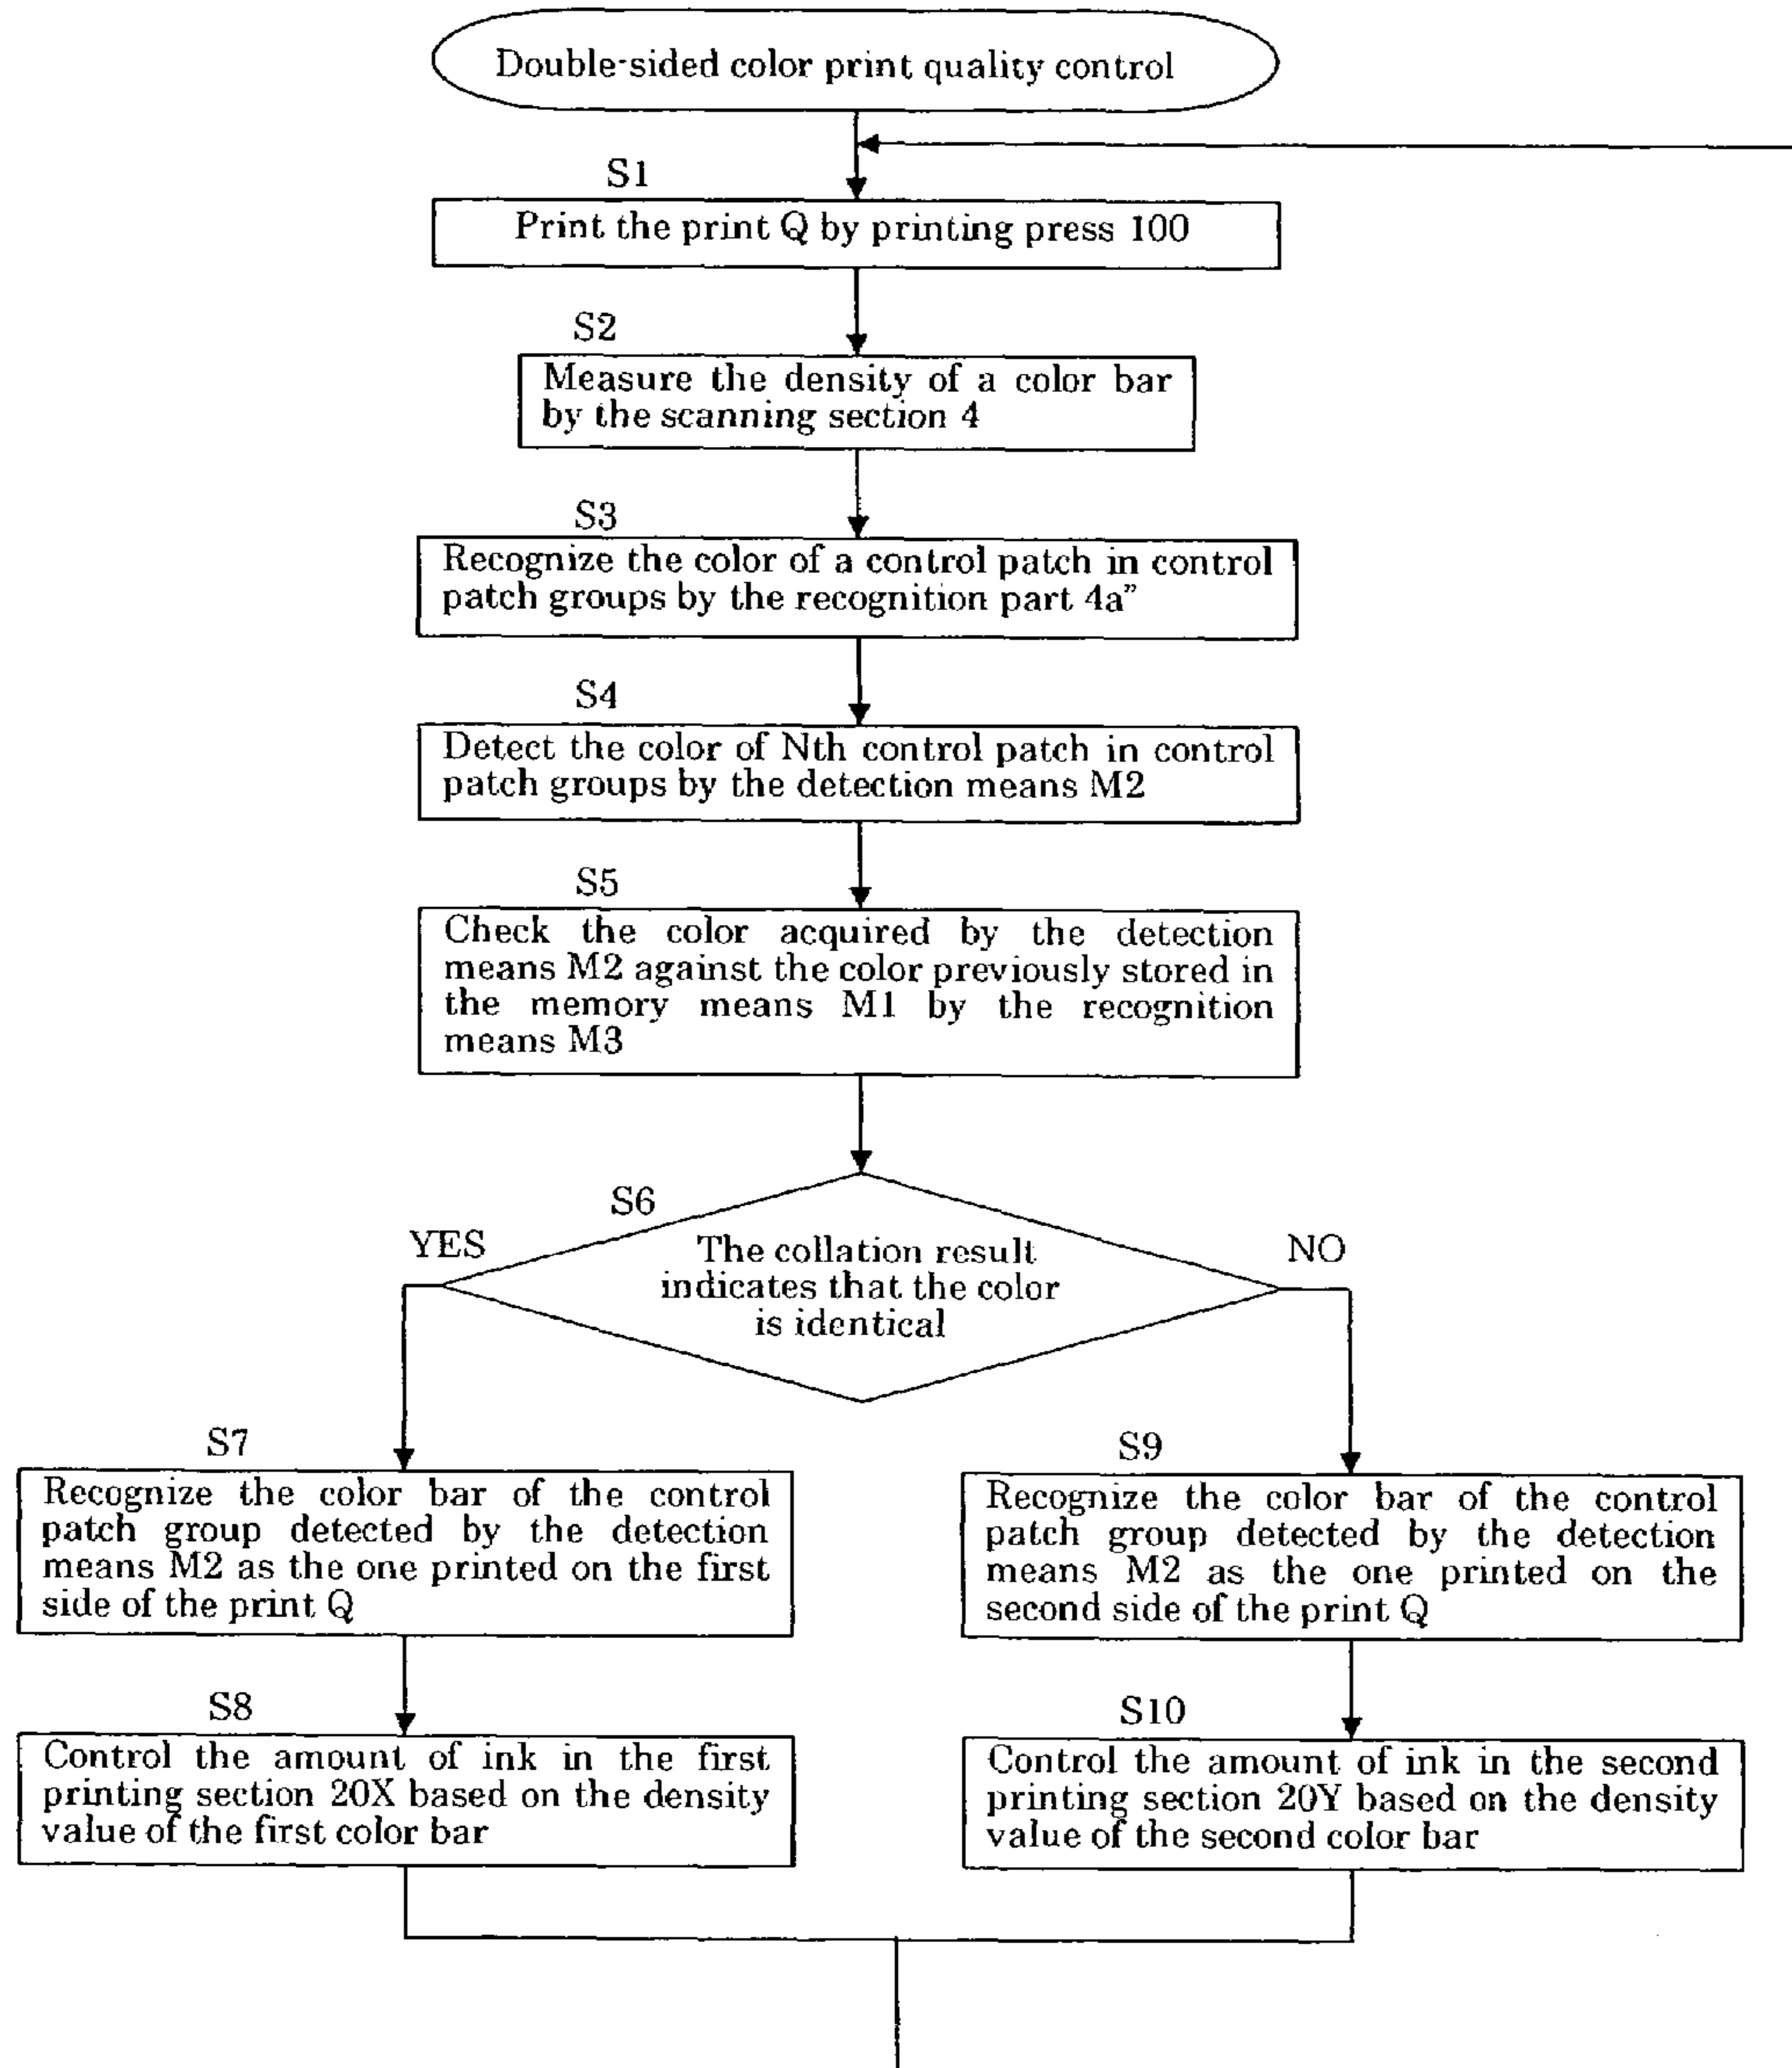 Double-sided color print quality control
S1
Print the print Q by printing press 100
S2
Measure the density of a color bar
by the scanning section 4
S3
Recognize the color of a control patch in control
patch groups by the recognition part 4a”
S4
Detect the color of Nth control patch in control
patch groups by the detection means M2
S5
Check the color acquired by the detection
means M2 against the color previously stored in
the memory means M1 by the recognition
means M3
S6
YES
The collation result
indicates that the color
is identical
NO
S7
Recognize the color bar of the control
patch group detected by the detection
means M2 as the one printed on the first
side of the print Q
S9
Recognize the color bar of the control
patch group detected by the detection
means M2 as the one printed on the
second side of the print Q
S8
Control the amount of ink in the first
printing section 20X based on the density
value of the first color bar
S10
Control the amount of ink in the second
printing section 20Y based on the density
value of the second color bar